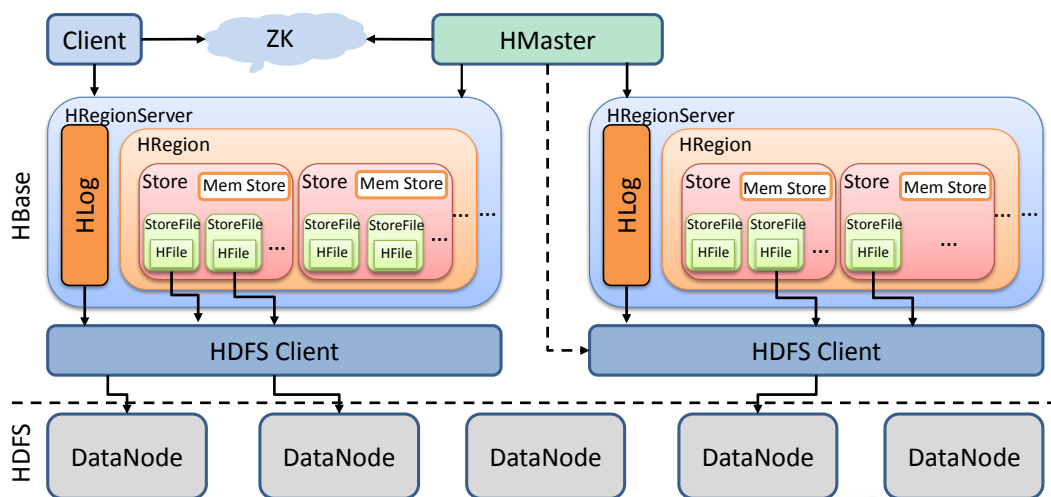 Client
ZK
HMaster
HBase
HRegionServer
HLog
HRegion
Store
Mem Store
StoreFile
HFile
StoreFile
HFile
...
Store
Mem Store
StoreFile
HFile
StoreFile
HFile
...
...
...
HRegionServer
HLog
HRegion
Store
Mem Store
StoreFile
HFile
StoreFile
HFile
...
Store
Mem Store
StoreFile
HFile
...
...
...
HDFS Client
HDFS Client
HDFS
DataNode
DataNode
DataNode
DataNode
DataNode